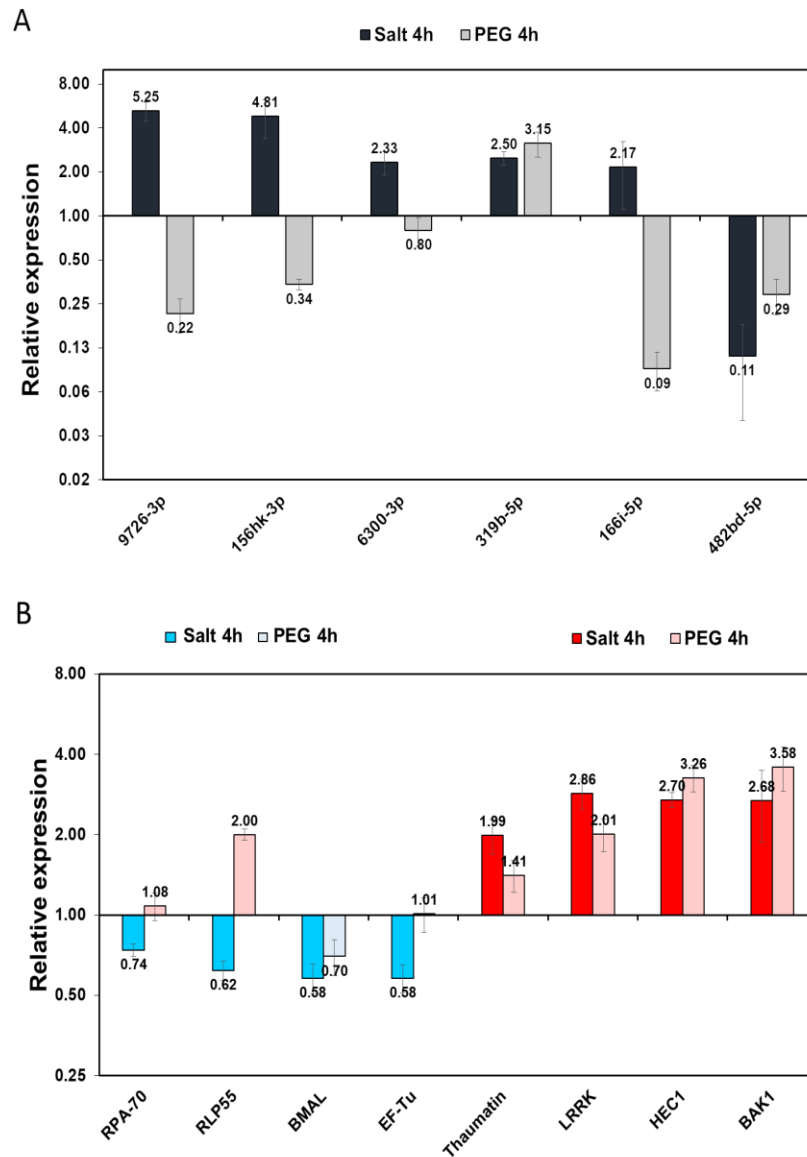 A
Salt 4h PEG 4h
Relative expression
8.00
4.00
2.00
1.00
0.50
0.25
0.13
0.06
0.03
0.02
5.25
4.81
2.33
2.50
3.15
2.17
0.22
0.34
0.80
0.09
0.11
0.29
9726-3p
156hk-3p
6300-3p
319b-5p
166i-5p
482bd-5p
B
Salt 4h PEG 4h Salt 4h PEG 4h
Relative expression
8.00
4.00
2.00
1.00
0.50
0.25
0.74
1.08
0.62
2.00
0.58
0.70
0.58
1.01
1.99
1.41
2.86
2.01
2.70
3.26
2.68
3.58
RPA-70
RLP55
BMAL
EF-Tu
Thaumatin
LRRK
HEC1
BAK1